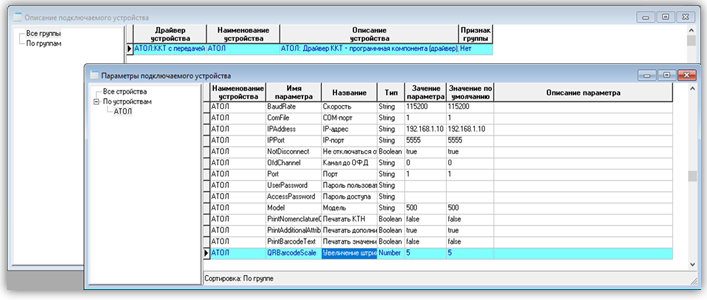 Описание подключаемого устройства
Все группы
По группам
Драйвер устройства Наименование устройства Описание устройства Признак группы
АТОЛ:ККТ с передачей АТОЛ АТОЛ: Драйвер ККТ - программная компонента (драйвер), Нет
Параметры подключаемого устройства
Все стройства
По устройствам
АТОЛ
Наименование устройства Имя параметра Название Тип Зачение параметра Значение по умолчанию Описание параметра
АТОЛ BaudRate Скорость String 115200 115200
АТОЛ ComFile COM-порт String 1 1
АТОЛ IPAddress IP-адрес String 192.168.1.10 192.168.1.10
АТОЛ IPPort IP-порт String 5555 5555
АТОЛ NotDisconnect Не отключаться о Boolean true true
АТОЛ OfdChannel Канал до ОФД String 0 0
АТОЛ Port Порт String 1 1
АТОЛ UserPassword Пароль пользоват String
АТОЛ AccessPassword Пароль доступа String
АТОЛ Model Модель String 500 500
АТОЛ PrintNomenclatureC Печатать КТН Boolean false false
АТОЛ PrintAdditionalAttrib Печатать дополни Boolean true true
АТОЛ PrintBarcodeText Печатать значени Boolean false false
АТОЛ QRBarcodeScale Увеличение штри Number 5 5
Сортировка: По группе